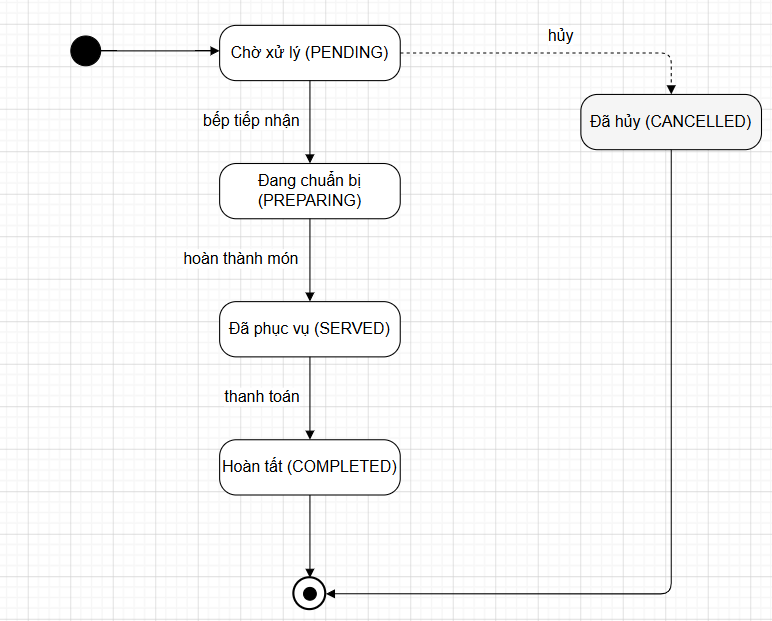 hủy
Chờ xử lý (PENDING)
Đã hủy (CANCELLED)
bếp tiếp nhận
Đang chuẩn bị
(PREPARING)
hoàn thành món
Đã phục vụ (SERVED)
thanh toán
Hoàn tất (COMPLETED)